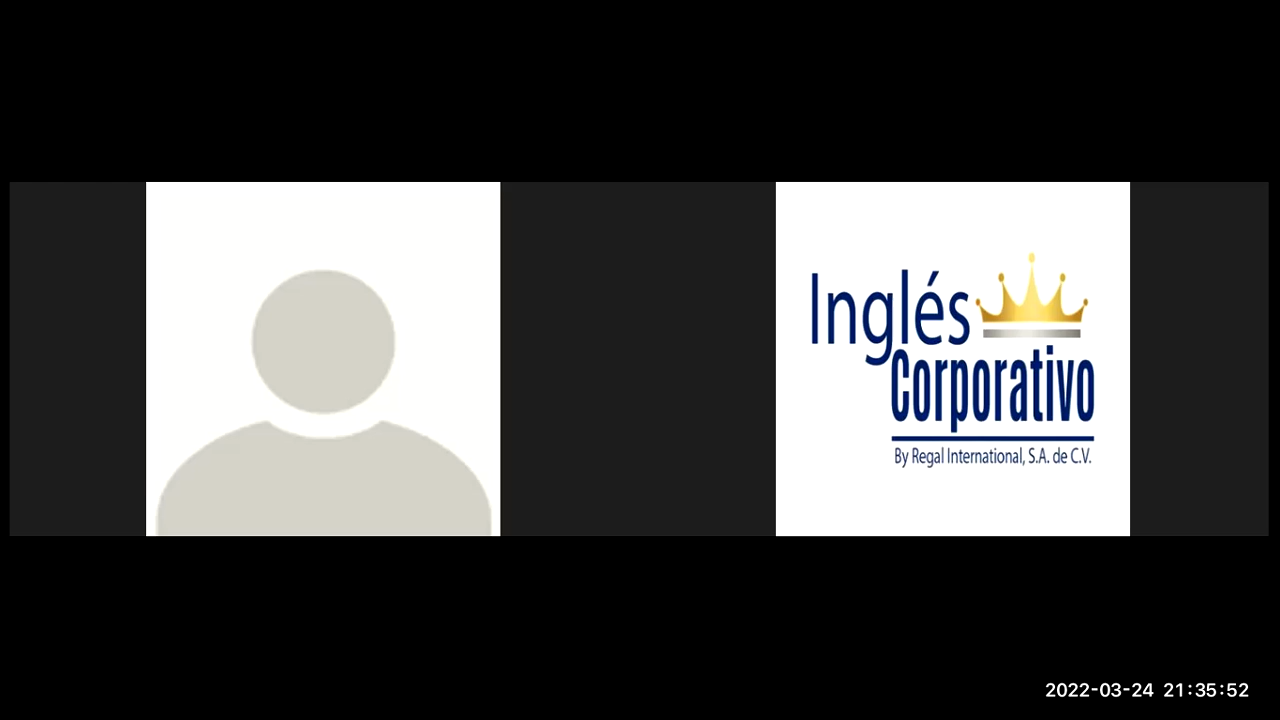 Inglés
Corporativo
By Regal International, S.A. de C.V.
2022-03-24 21:35:52